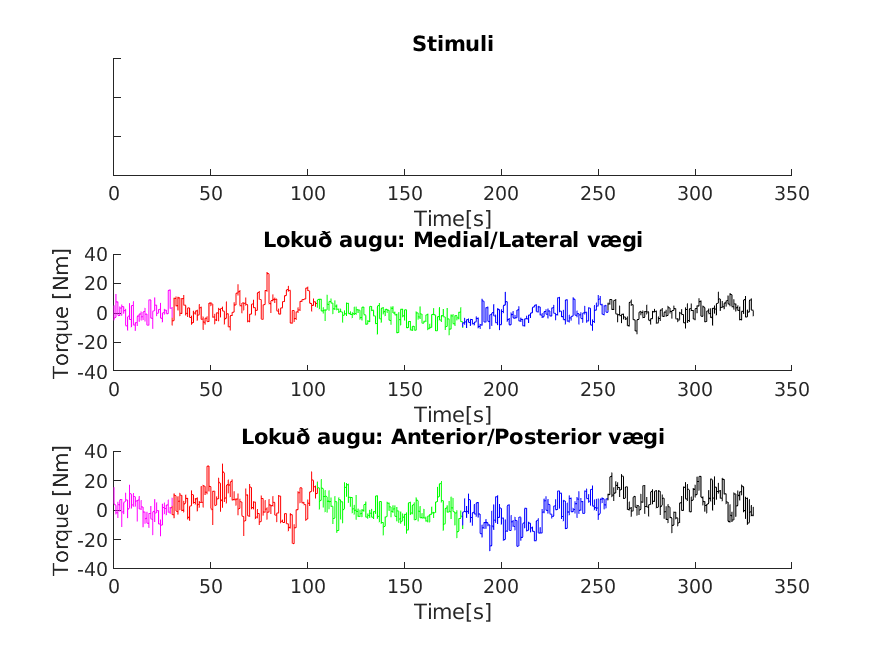 Stimuli
0 50 100 150 200 250 300 350
Time[s]
Lokuð augu: Medial/Lateral vægi
Torque [Nm]
40
20
0
-20
-40
0 50 100 150 200 250 300 350
Time[s]
Lokuð augu: Anterior/Posterior vægi
Torque [Nm]
40
20
0
-20
-40
0 50 100 150 200 250 300 350
Time[s]